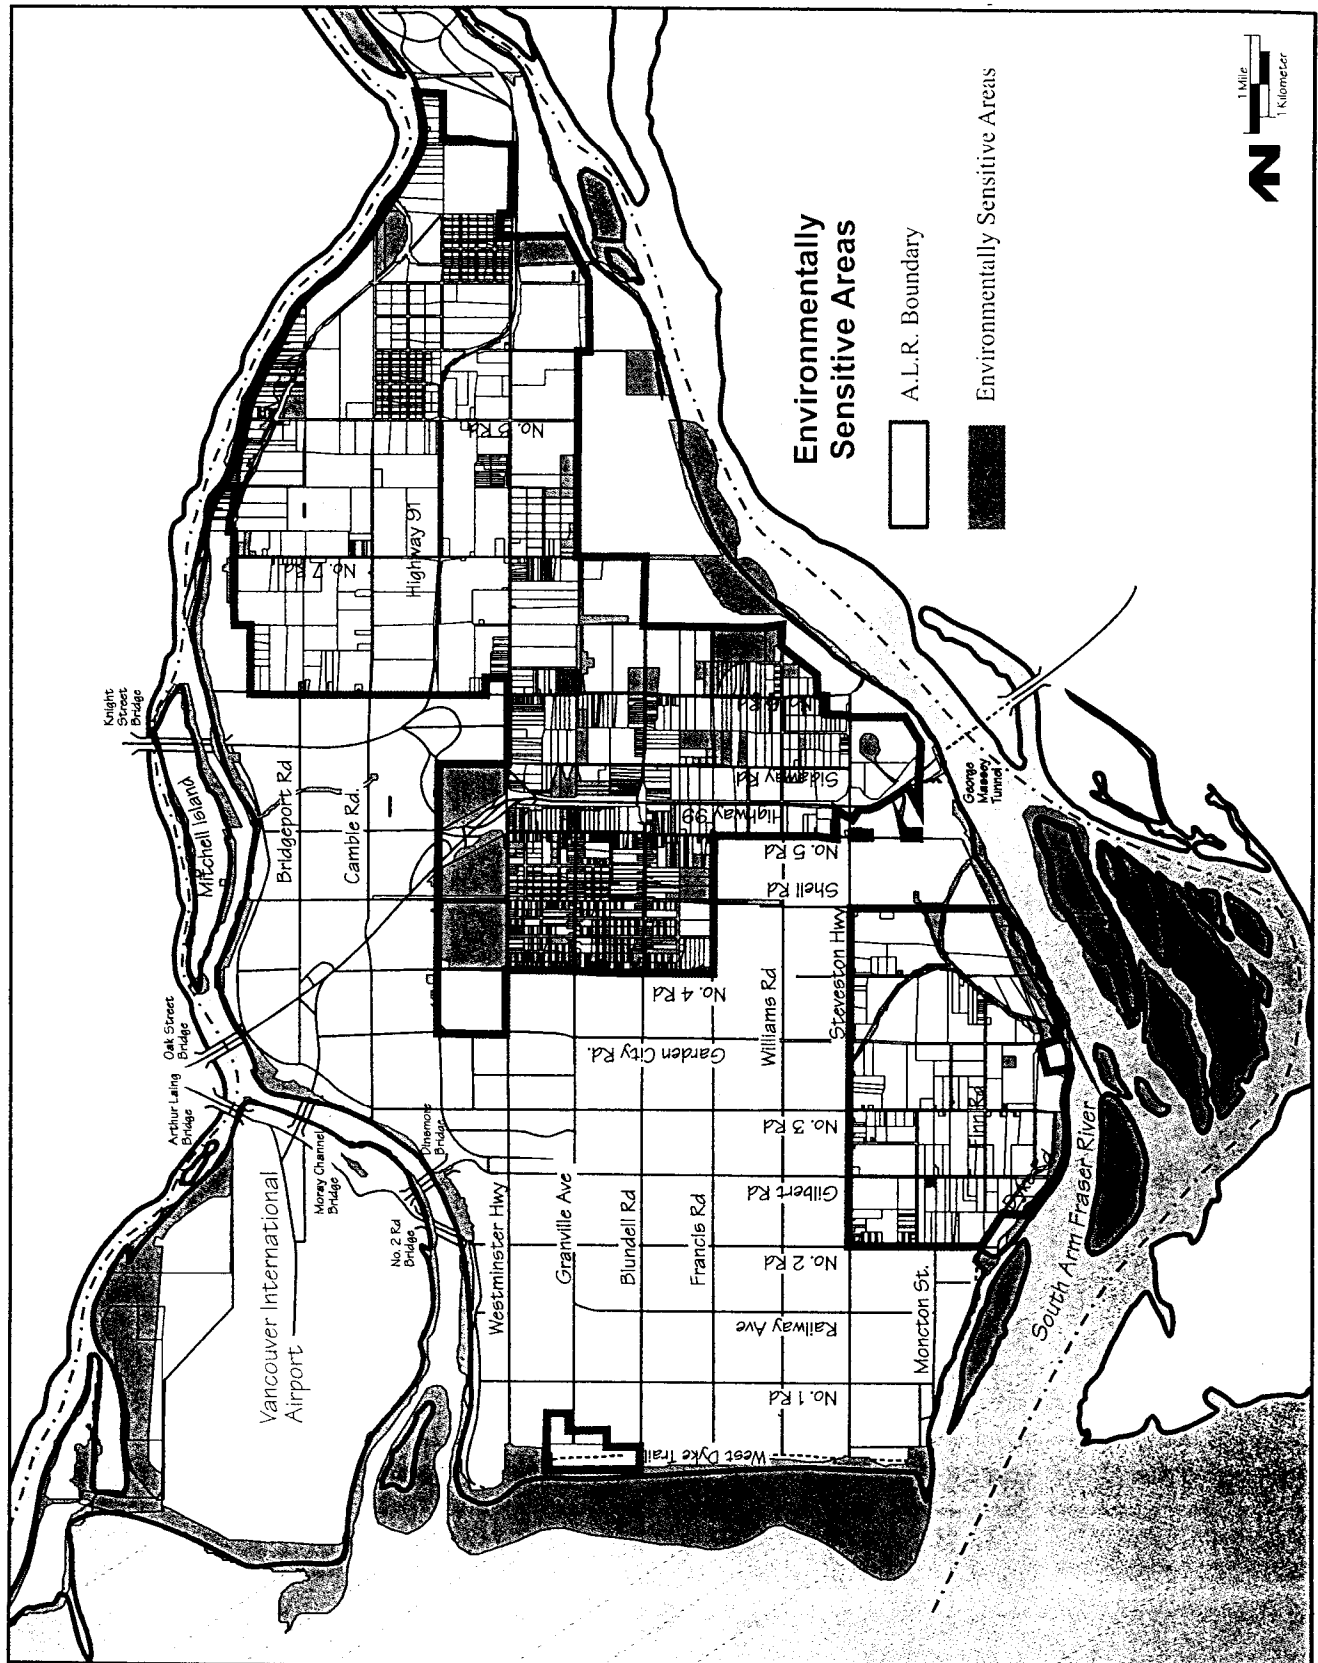 Environmentally
Sensitive Areas
A.L.R. Boundary
Environmentally Sensitive Areas
1 Mile
1 Kilometer
N
Knight
Street
Bridge
Mitchell Island
Oak Street
Bridge
Arthur Laing
Bridge
Moray Channel
Bridge
Dinsmore
Bridge
No. 2 Rd
Bridge
Vancouver International
Airport
Bridgeport Rd
Camble Rd.
Highway 91
Westminster Hwy
Granville Ave
Blundell Rd
Francis Rd
Williams Rd
Steveston Hwy
Moncton St.
Finn Rd
West Dyke Trail
No. 1 Rd
Railway Ave
No. 2 Rd
Gilbert Rd
No. 3 Rd
Garden City Rd.
No. 4 Rd
Shell Rd
No. 5 Rd
Highway 99
Sidaway Rd
No. 6 Rd
No. 7 Rd
No. 8 Rd
George
Massey
Tunnel
South Arm Fraser River